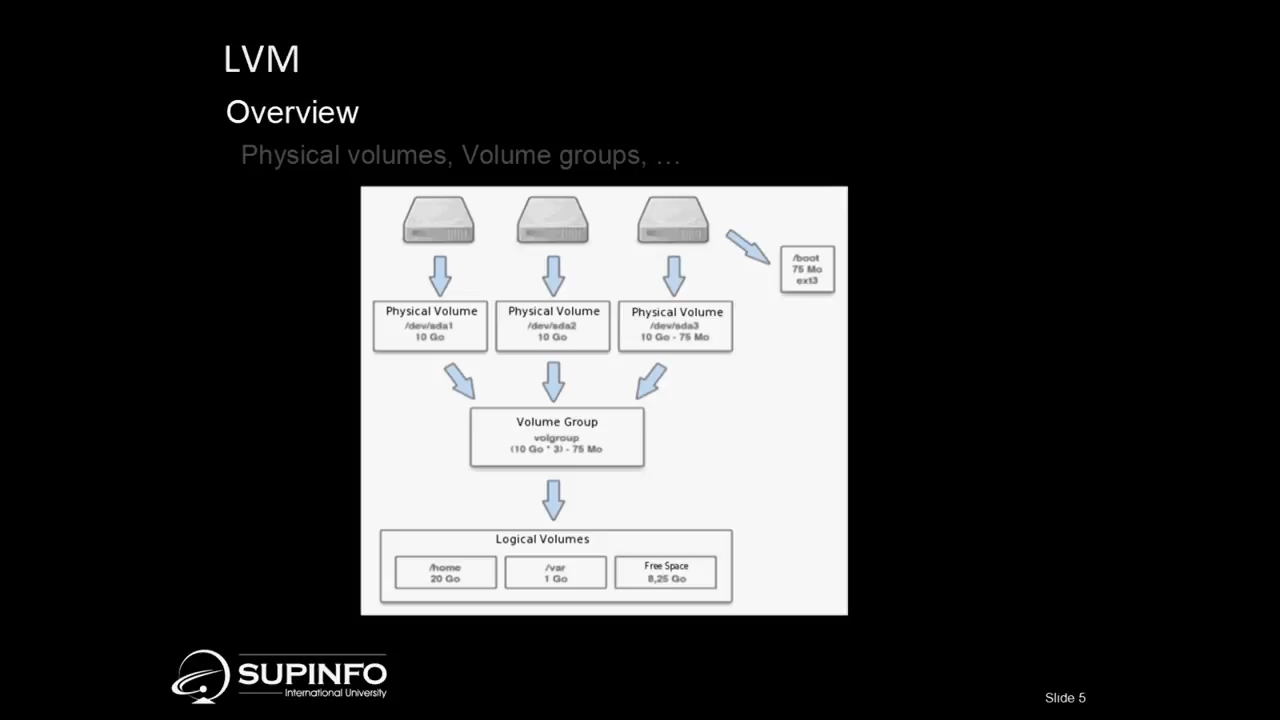 LVM
Overview
Physical volumes, Volume groups, …
/boot
75 Mo
ext3
Physical Volume
/dev/sda1
10 Go
Physical Volume
/dev/sda2
10 Go
Physical Volume
/dev/sda3
10 Go - 75 Mo
Volume Group
volgroup
(10 Go * 3) - 75 Mo
Logical Volumes
/home
20 Go
/var
1 Go
Free Space
8,25 Go
SUPINFO
International University
Slide 5